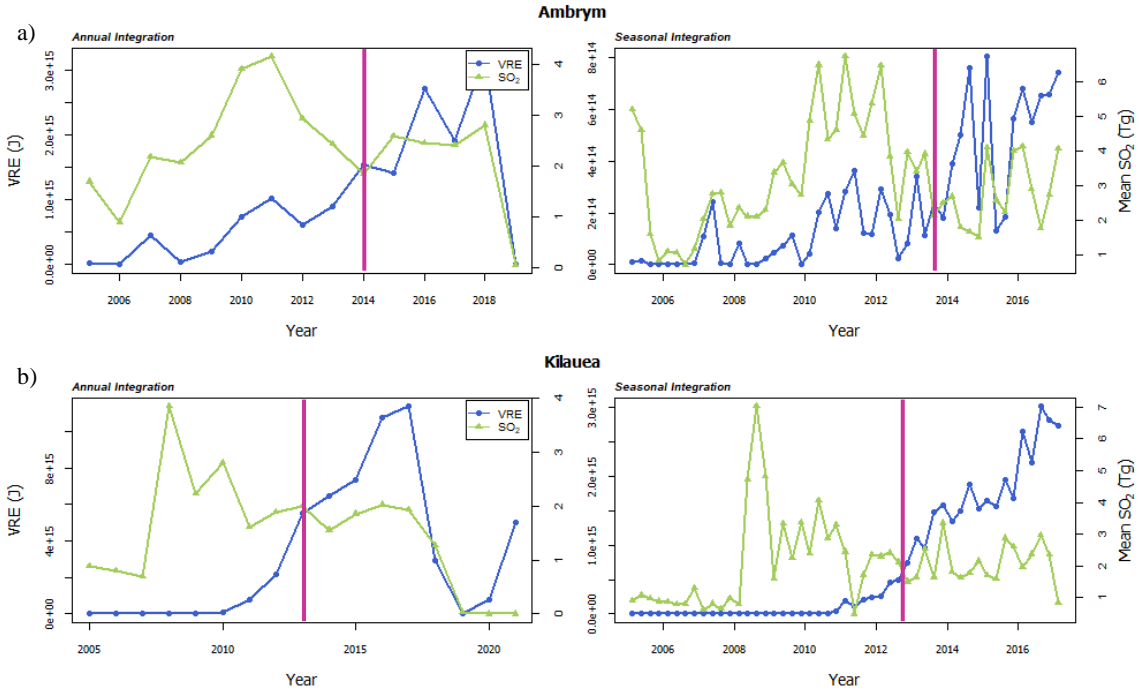 Ambrym
a)
Annual Integration
Seasonal Integration
VRE (J)
0.0e+00 1.0e+15 2.0e+15 3.0e+15
VRE
SO2
0 1 2 3 4
2006 2008 2010 2012 2014 2016 2018
Year
0e+00 2e+14 4e+14 6e+14 8e+14
1 2 3 4 5 6
Mean SO2 (Tg)
2006 2008 2010 2012 2014 2016
Year
Kilauea
b)
Annual Integration
Seasonal Integration
VRE (J)
0e+00 4e+15 8e+15
VRE
SO2
0 1 2 3 4
2005 2010 2015 2020
Year
0.0e+00 1.0e+15 2.0e+15 3.0e+15
1 2 3 4 5 6 7
Mean SO2 (Tg)
2006 2008 2010 2012 2014 2016
Year